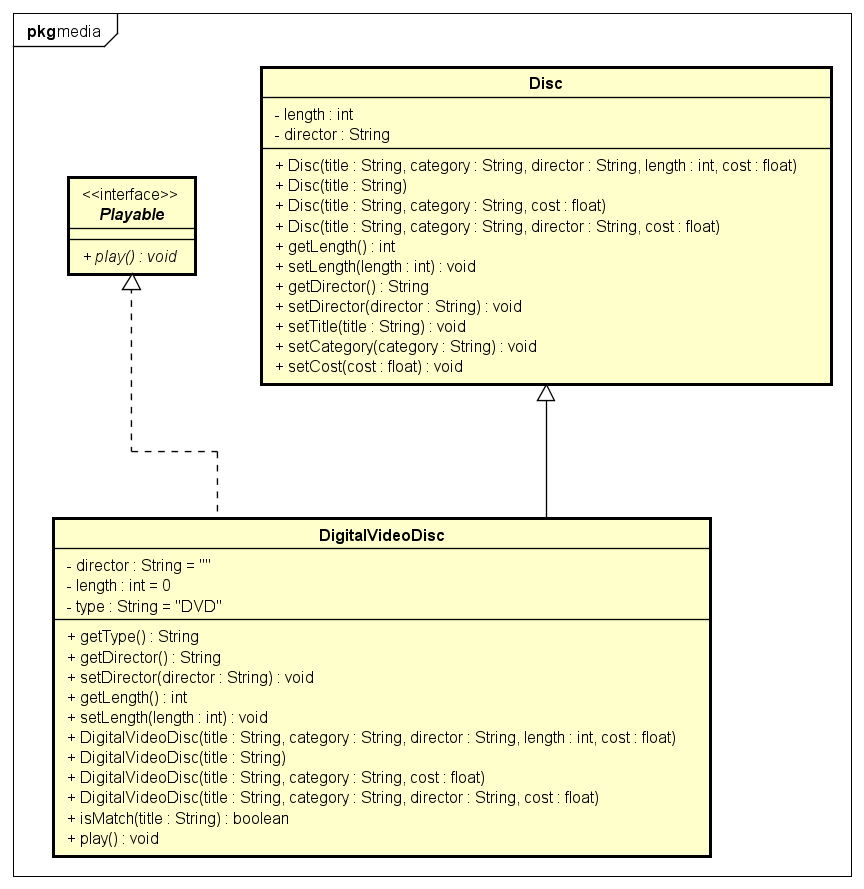 pkg media
Disc
- length : int
- director : String
+ Disc(title : String, category : String, director : String, length : int, cost : float)
+ Disc(title : String)
+ Disc(title : String, category : String, cost : float)
+ Disc(title : String, category : String, director : String, cost : float)
+ getLength() : int
+ setLength(length : int) : void
+ getDirector() : String
+ setDirector(director : String) : void
+ setTitle(title : String) : void
+ setCategory(category : String) : void
+ setCost(cost : float) : void
<<interface>>
Playable
+ play() : void
DigitalVideoDisc
- director : String = ""
- length : int = 0
- type : String = "DVD"
+ getType() : String
+ getDirector() : String
+ setDirector(director : String) : void
+ getLength() : int
+ setLength(length : int) : void
+ DigitalVideoDisc(title : String, category : String, director : String, length : int, cost : float)
+ DigitalVideoDisc(title : String)
+ DigitalVideoDisc(title : String, category : String, cost : float)
+ DigitalVideoDisc(title : String, category : String, director : String, cost : float)
+ isMatch(title : String) : boolean
+ play() : void